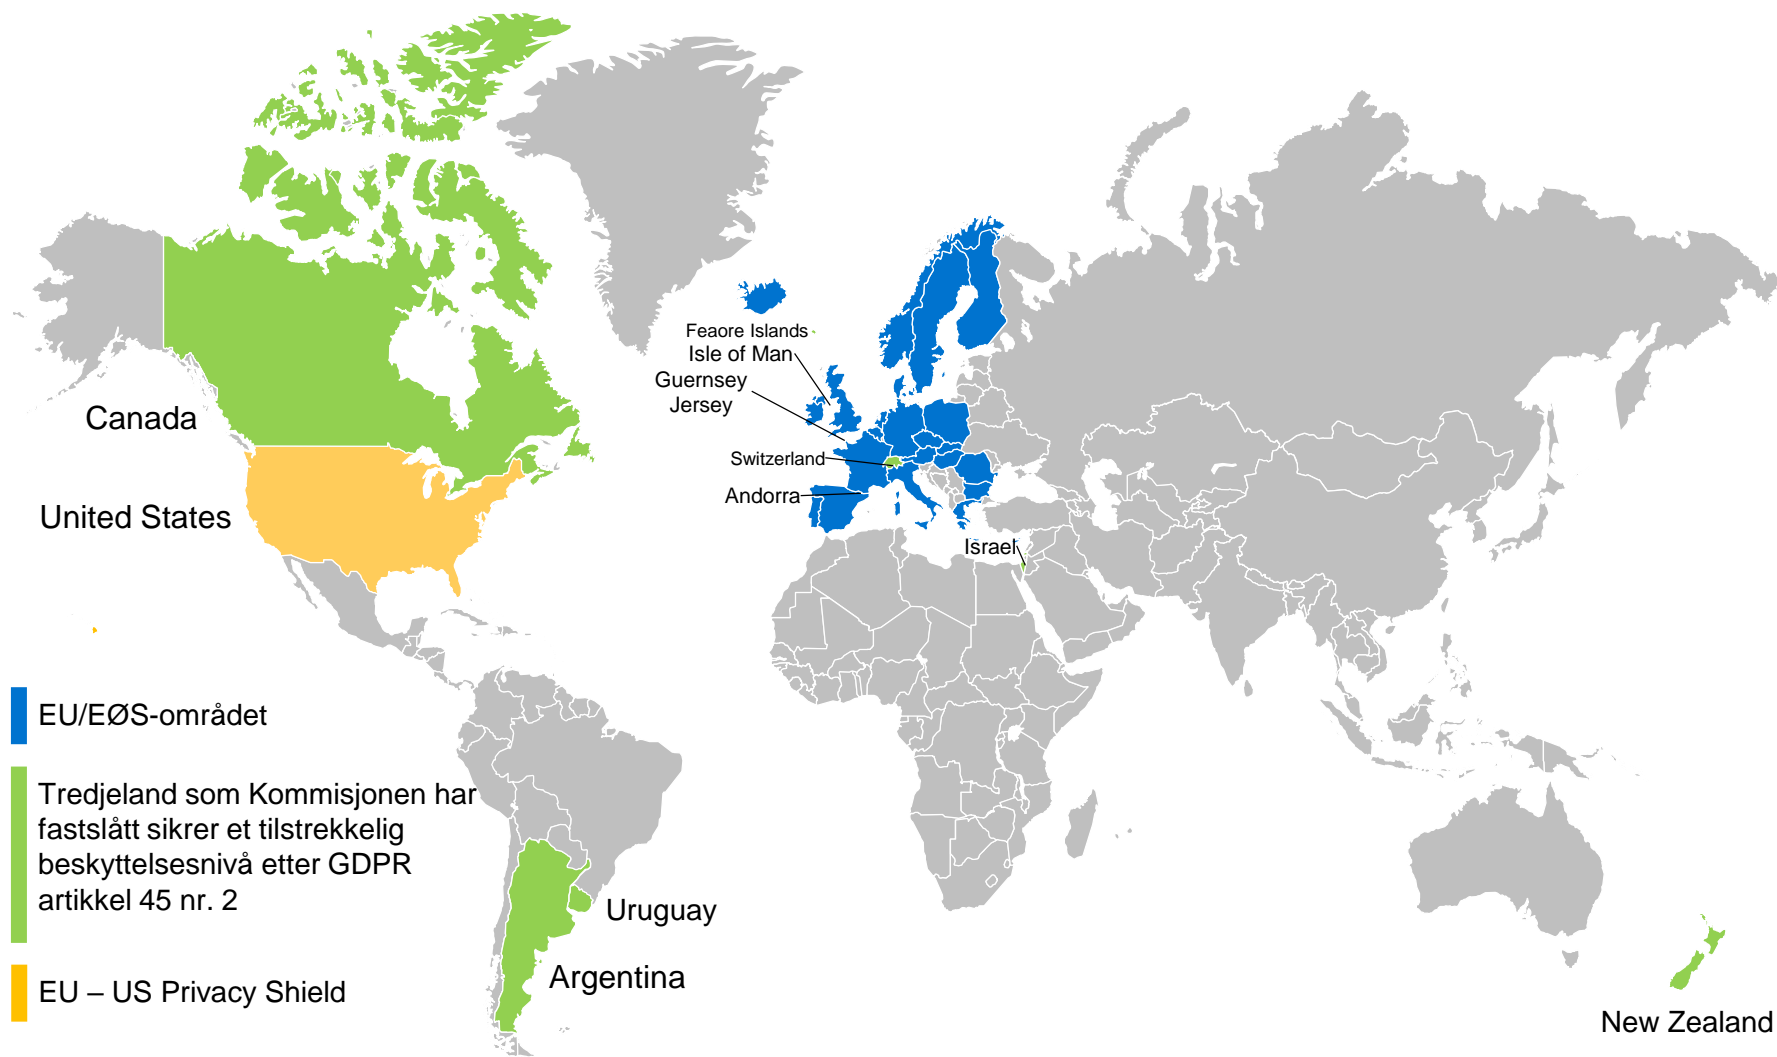 Feaore Islands
Isle of Man
Guernsey
Jersey
Canada
Switzerland
Andorra
United States
Israel
EU/EØS-området
Tredjeland som Kommisjonen har
fastslått sikrer et tilstrekkelig
beskyttelsesnivå etter GDPR
artikkel 45 nr. 2
Uruguay
Argentina
EU – US Privacy Shield
New Zealand